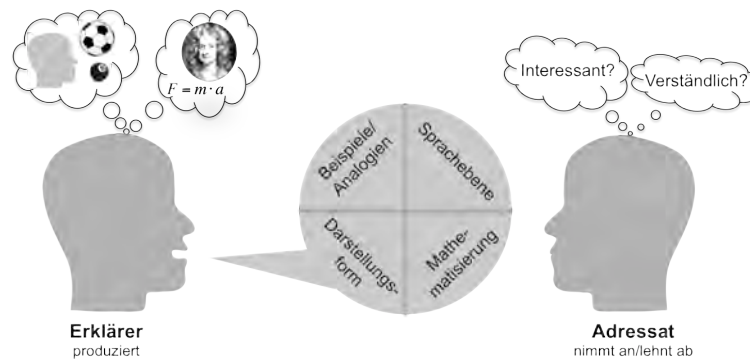 F = m · a
Interessant?
Verständlich?
Beispiele/
Analogien
Sprachebene
Darstellungs-
form
Mathe-
matisierung
Erklärer
produziert
Adressat
nimmt an/lehnt ab